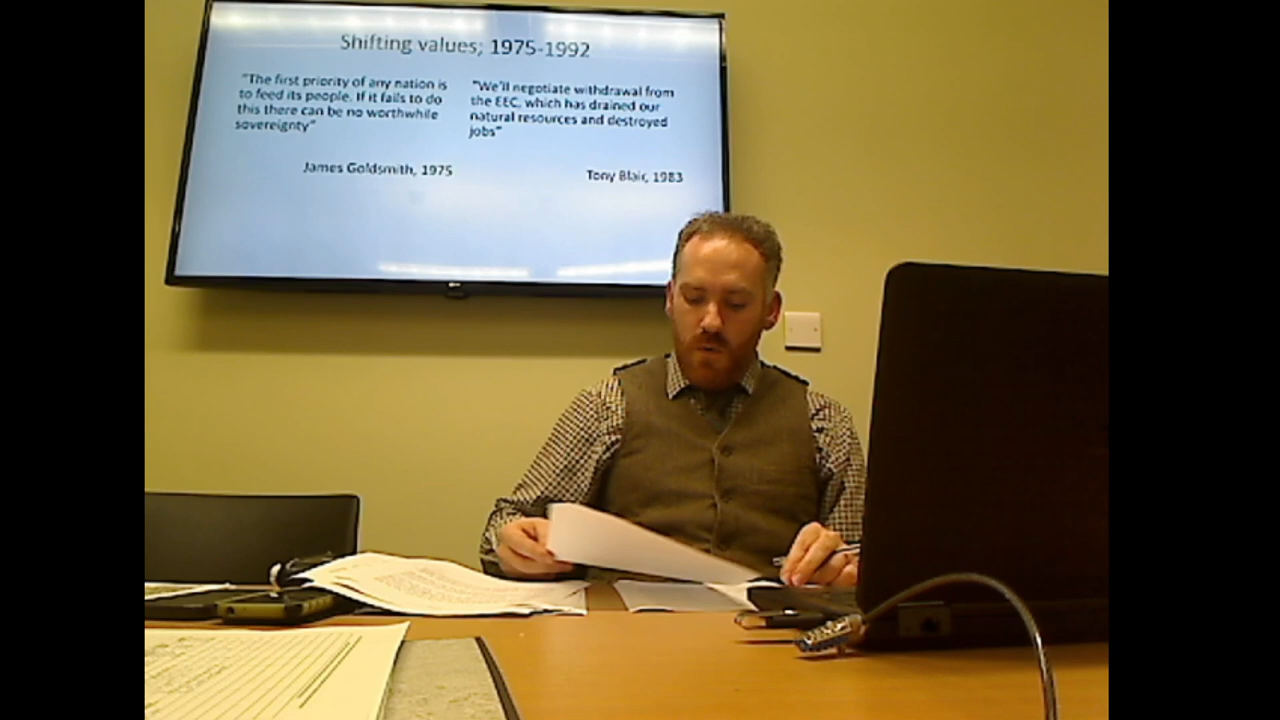 Shifting values; 1975-1992
"The first priority of any nation is
to feed its people. If it fails to do
this there can be no worthwhile
sovereignty"
James Goldsmith, 1975
"We'll negotiate withdrawal from
the EEC, which has drained our
natural resources and destroyed
jobs"
Tony Blair, 1983